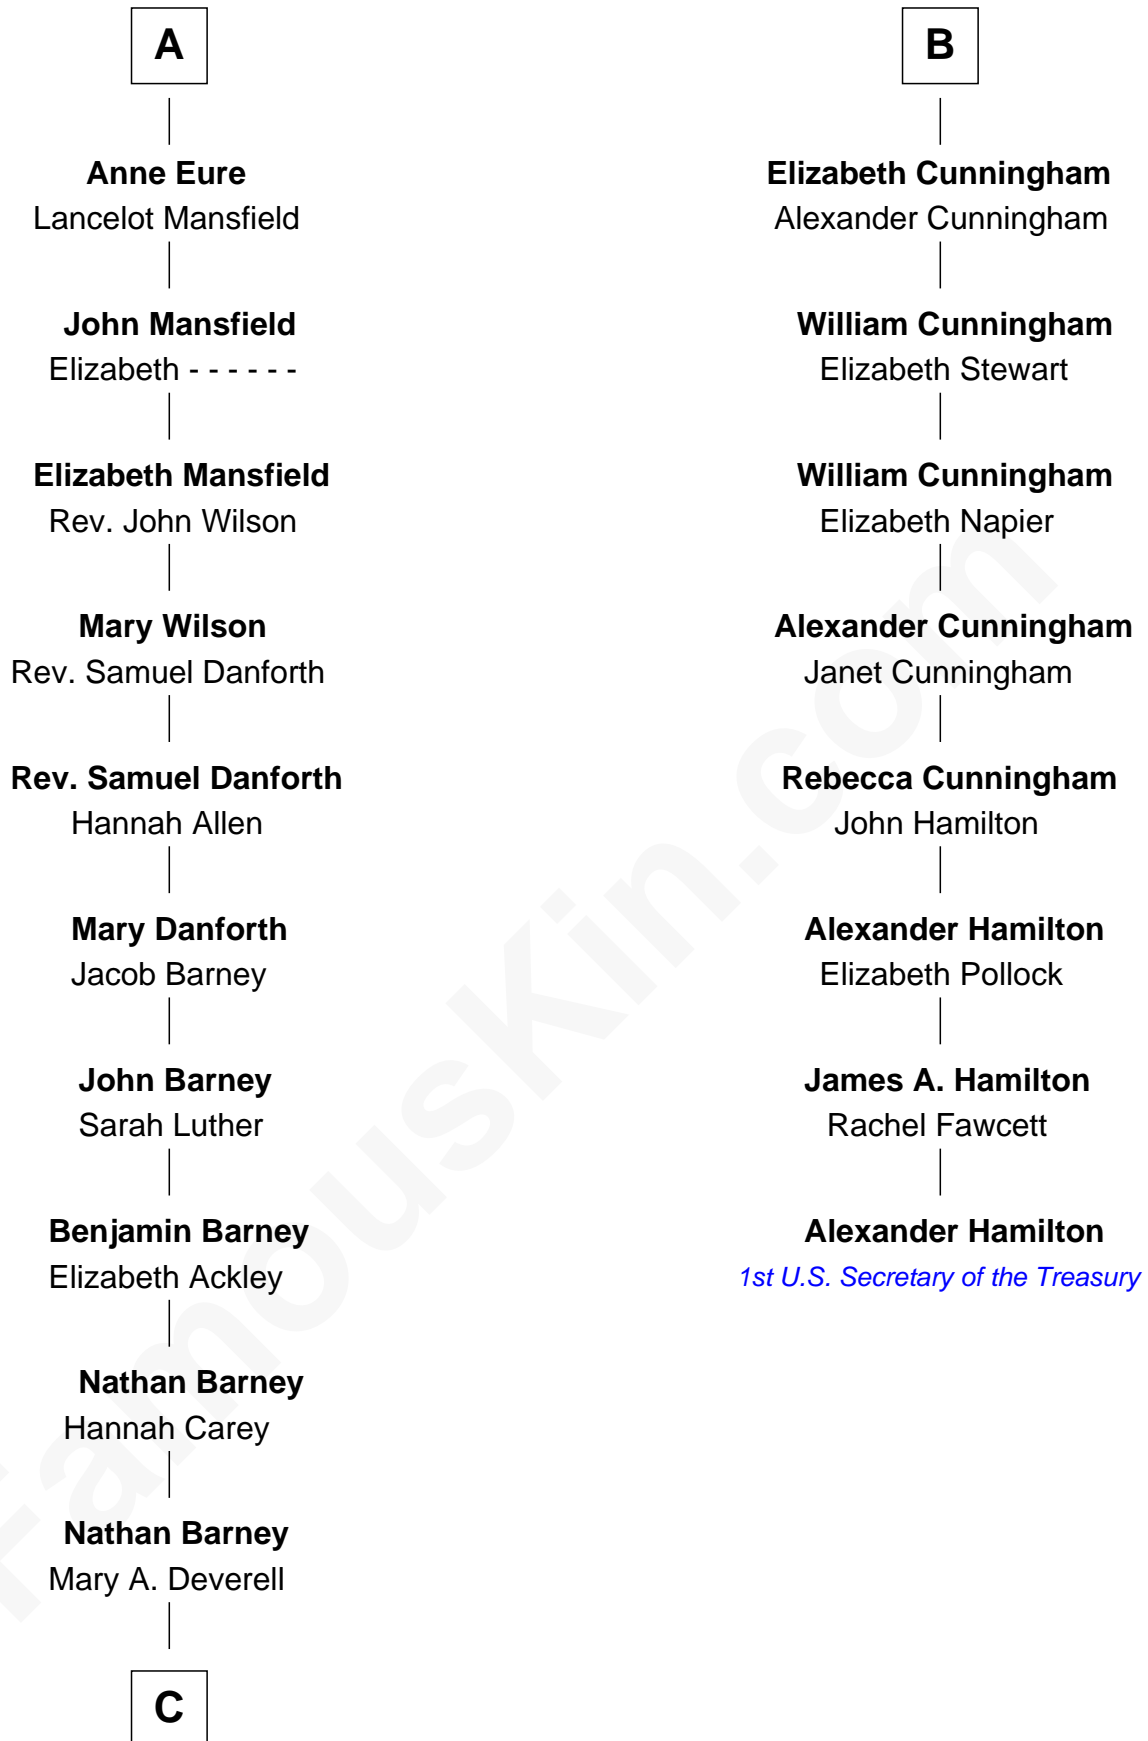 A
Anne Eure
Lancelot Mansfield
John Mansfield
Elizabeth - - - - - -
Elizabeth Mansfield
Rev. John Wilson
Mary Wilson
Rev. Samuel Danforth
Rev. Samuel Danforth
Hannah Allen
Mary Danforth
Jacob Barney
John Barney
Sarah Luther
Benjamin Barney
Elizabeth Ackley
Nathan Barney
Hannah Carey
Nathan Barney
Mary A. Deverell
C
B
Elizabeth Cunningham
Alexander Cunningham
William Cunningham
Elizabeth Stewart
William Cunningham
Elizabeth Napier
Alexander Cunningham
Janet Cunningham
Rebecca Cunningham
John Hamilton
Alexander Hamilton
Elizabeth Pollock
James A. Hamilton
Rachel Fawcett
Alexander Hamilton
1st U.S. Secretary of the Treasury
FamousKin.com